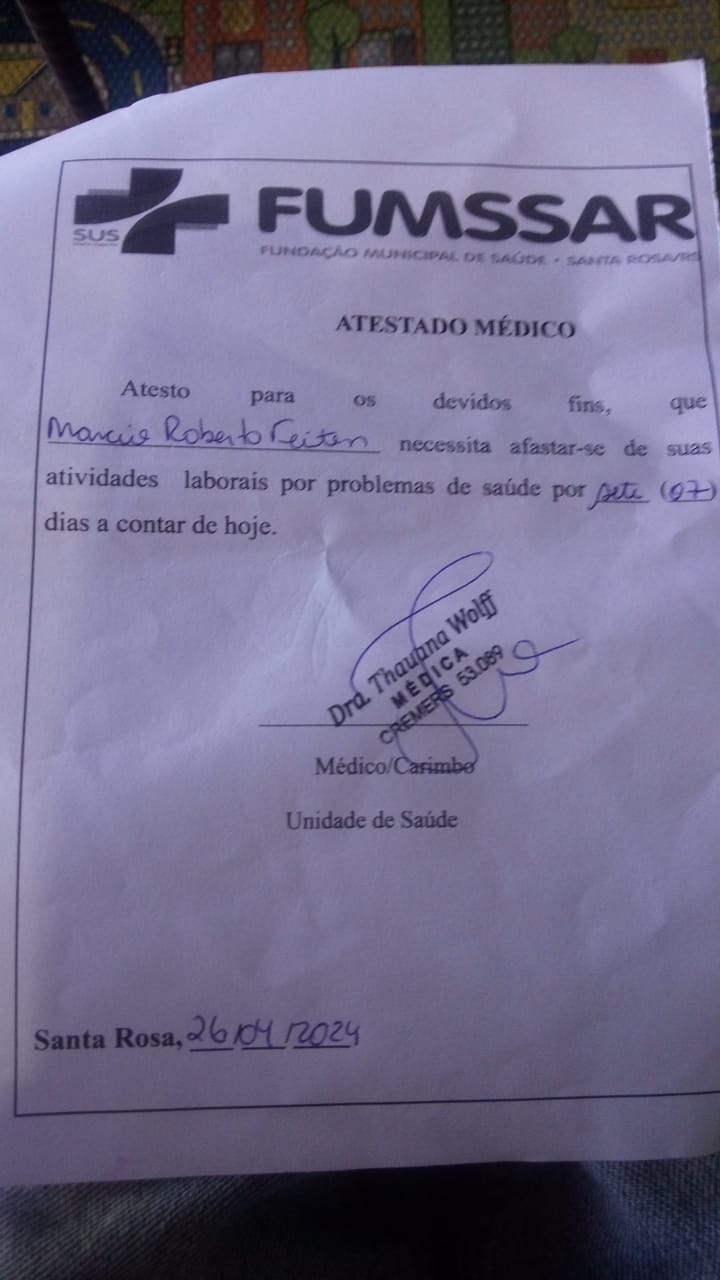 SUS
FUMSSAR
FUNDAÇÃO MUNICIPAL DE SAÚDE - SANTA ROSA/RS
ATESTADO MÉDICO
Atesto para os devidos fins, que
Marcio Roberto Feiten necessita afastar-se de suas
atividades laborais por problemas de saúde por sete (07)
dias a contar de hoje.
Dra. Thauana Wolff
MÉDICA
CREMERS 53.089
Médico/Carimbo
Unidade de Saúde
Santa Rosa, 26/04/2024